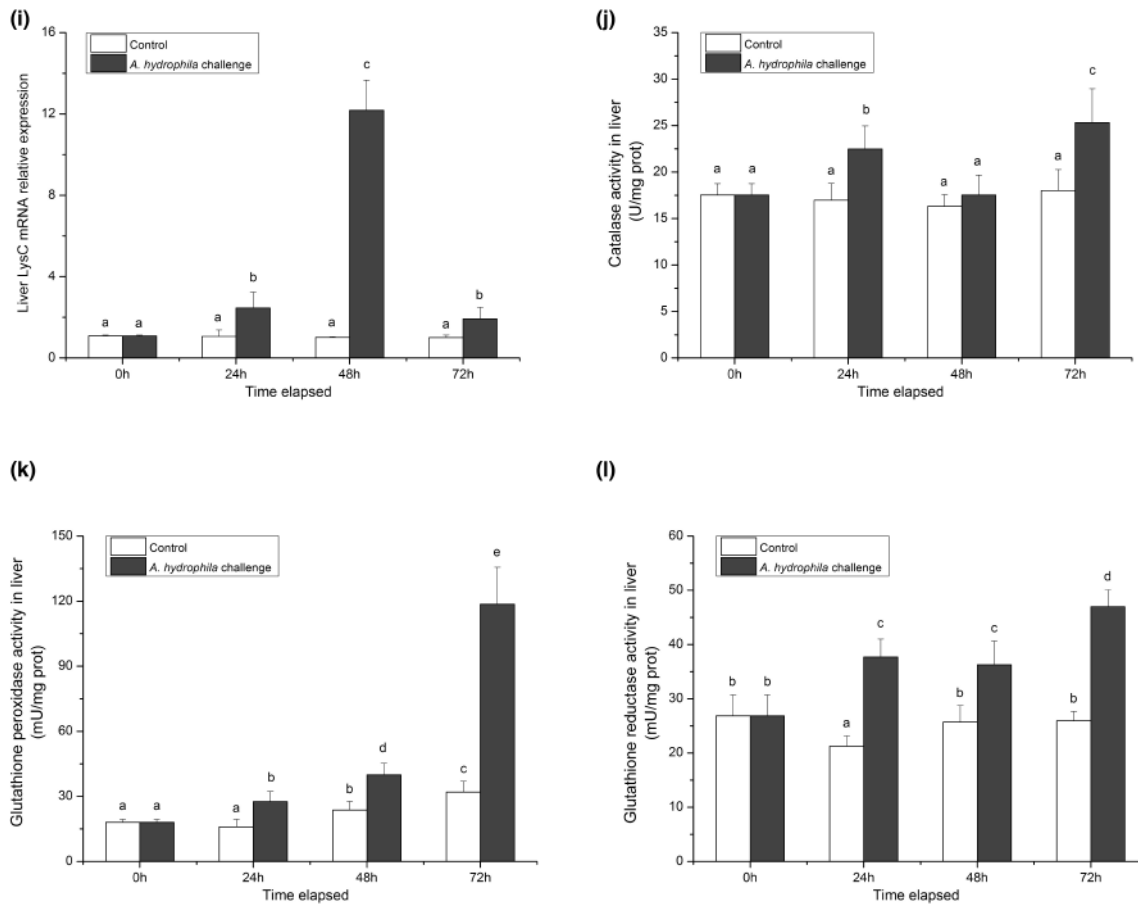 (i)
Liver LysC mRNA relative expression
16
12
8
4
0
Control
A. hydrophila challenge
a a a b a c a b
0h 24h 48h 72h
Time elapsed
(j)
Catalase activity in liver
(U/mg prot)
35
30
25
20
15
10
5
0
Control
A. hydrophila challenge
a a a b a a a c
0h 24h 48h 72h
Time elapsed
(k)
Glutathione peroxidase activity in liver
(mU/mg prot)
150
120
90
60
30
0
Control
A. hydrophila challenge
a a a b b d c e
0h 24h 48h 72h
Time elapsed
(l)
Glutathione reductase activity in liver
(mU/mg prot)
60
50
40
30
20
10
0
Control
A. hydrophila challenge
b b a c b c b d
0h 24h 48h 72h
Time elapsed